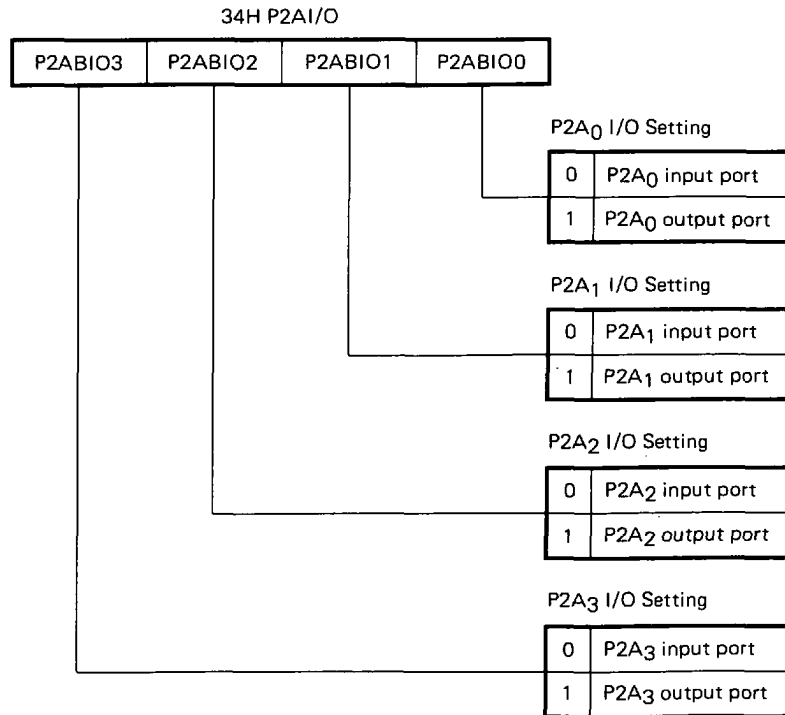 34H P2AI/O
P2ABIO3 P2ABIO2 P2ABIO1 P2ABIO0
P2A0 I/O Setting
0 P2A0 input port
1 P2A0 output port
P2A1 I/O Setting
0 P2A1 input port
1 P2A1 output port
P2A2 I/O Setting
0 P2A2 input port
1 P2A2 output port
P2A3 I/O Setting
0 P2A3 input port
1 P2A3 output port